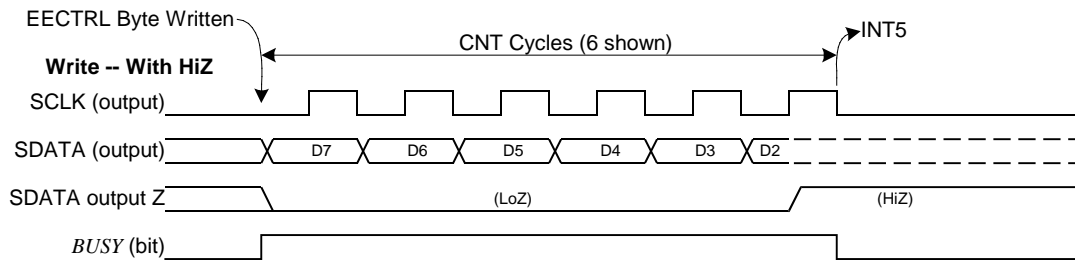 EECTRL Byte Written
CNT Cycles (6 shown)
INT5
Write -- With HiZ
SCLK (output)
SDATA (output)
D7 D6 D5 D4 D3 D2
SDATA output Z
(LoZ) (HiZ)
BUSY (bit)